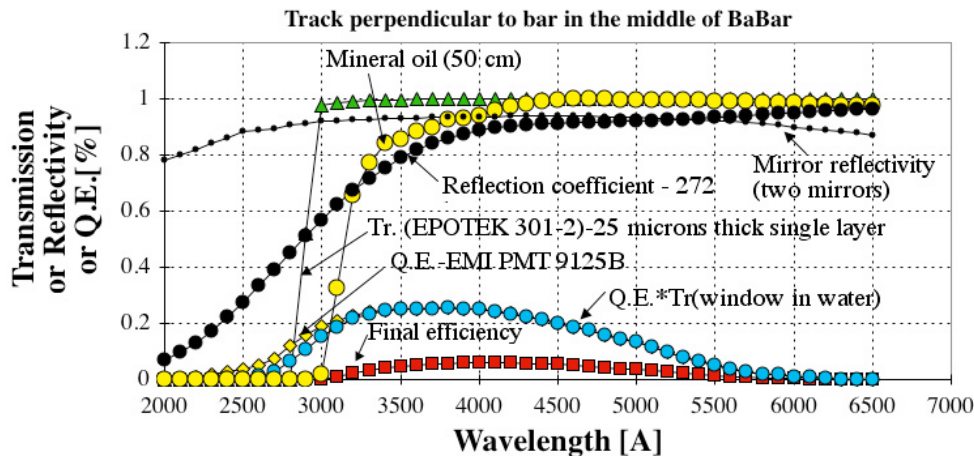 Track perpendicular to bar in the middle of BaBar
Transmission
or Reflectivity
or Q.E.[%]
1.2
1
0.8
0.6
0.4
0.2
0
Mineral oil (50 cm)
Mirror reflectivity
(two mirrors)
Reflection coefficient - 272
Tr. (EPOTEK 301-2)-25 microns thick single layer
Q.E.-EMI PMT 9125B
Q.E.*Tr(window in water)
Final efficiency
2000 2500 3000 3500 4000 4500 5000 5500 6000 6500 7000
Wavelength [A]